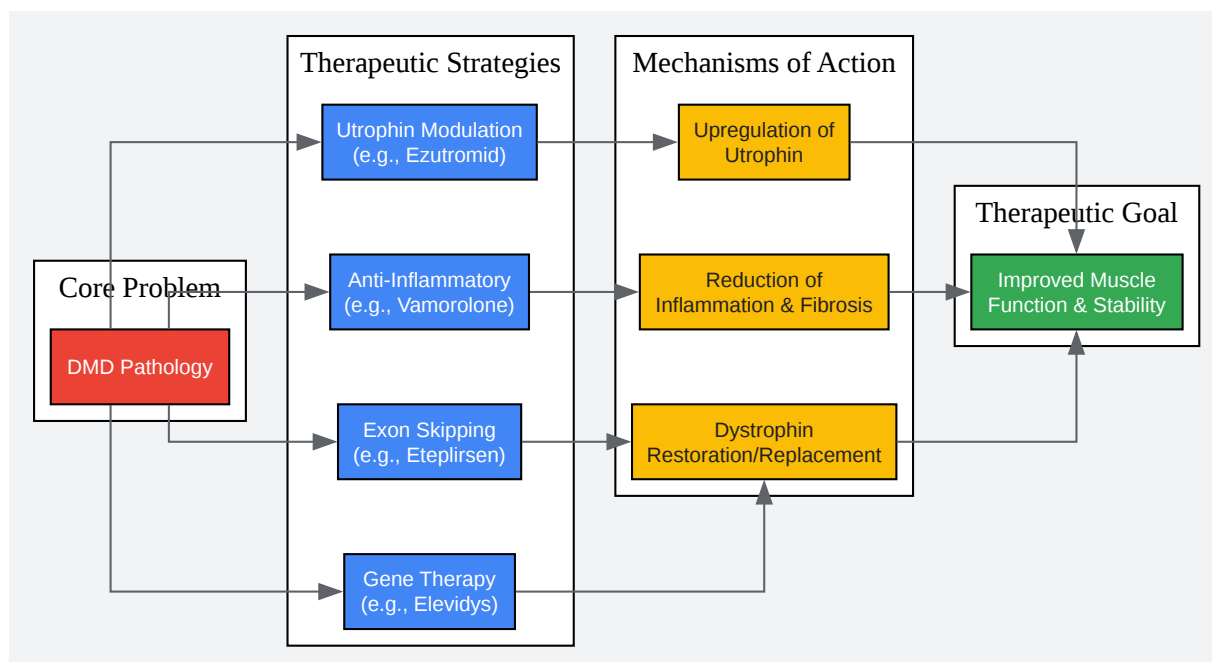 Core Problem
DMD Pathology
Therapeutic Strategies
Utrophin Modulation
(e.g., Ezutromid)
Anti-Inflammatory
(e.g., Vamorolone)
Exon Skipping
(e.g., Eteplirsen)
Gene Therapy
(e.g., Elevidys)
Mechanisms of Action
Upregulation of
Utrophin
Reduction of
Inflammation & Fibrosis
Dystrophin
Restoration/Replacement
Therapeutic Goal
Improved Muscle
Function & Stability